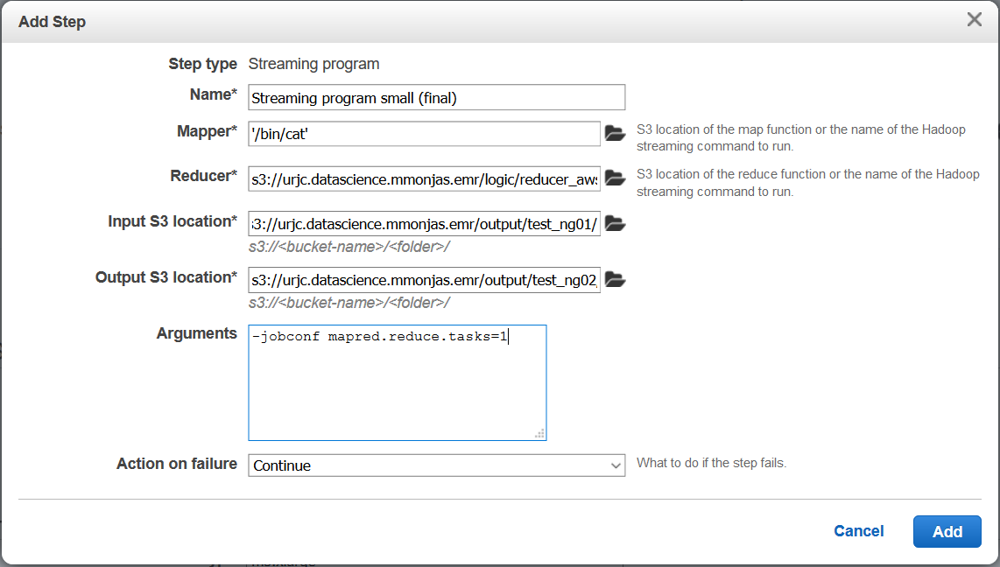 Add Step
Step type Streaming program
Name* Streaming program small (final)
Mapper* '/bin/cat'
S3 location of the map function or the name of the Hadoop
streaming command to run.
Reducer* s3://urjc.datascience.mmonjas.emr/logic/reducer_aws
S3 location of the reduce function or the name of the Hadoop
streaming command to run.
Input S3 location* s3://urjc.datascience.mmonjas.emr/output/test_ng01/
s3://<bucket-name>/<folder>/
Output S3 location* s3://urjc.datascience.mmonjas.emr/output/test_ng02
s3://<bucket-name>/<folder>/
Arguments -jobconf mapred.reduce.tasks=1
Action on failure Continue What to do if the step fails.
Cancel Add